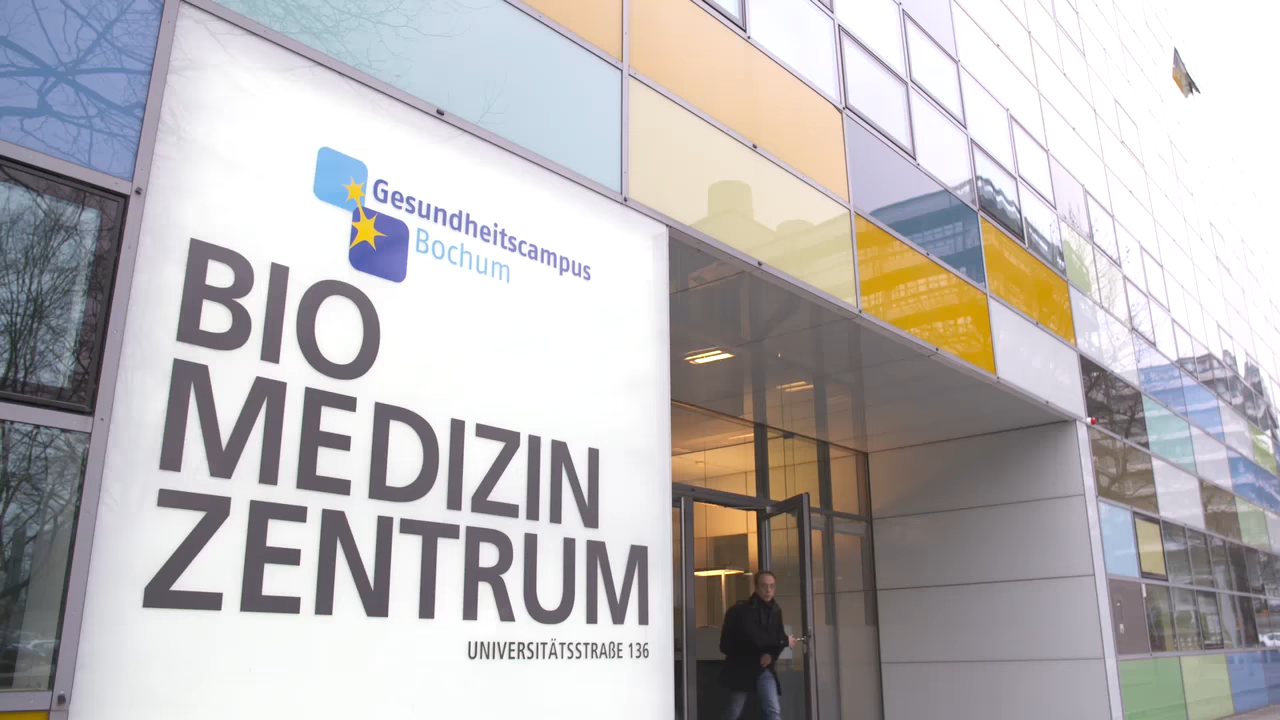 Gesundheitscampus
Bochum
BIO
MEDIZIN
ZENTRUM
UNIVERSITÄTSSTRAßE 136